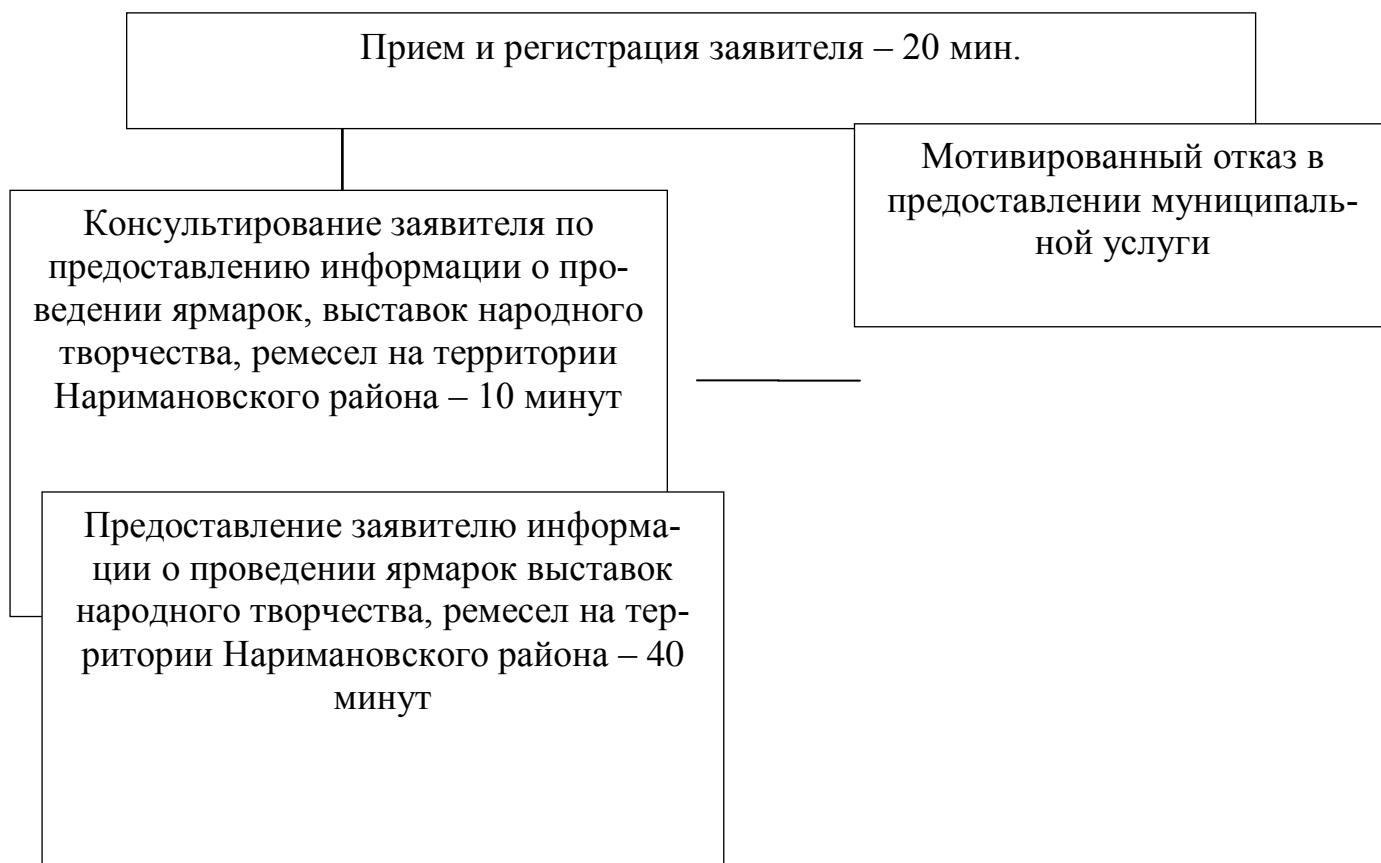 Прием и регистрация заявителя – 20 мин.
Мотивированный отказ в
предоставлении муниципаль-
ной услуги
Консультирование заявителя по
предоставлению информации о про-
ведении ярмарок, выставок народного
творчества, ремесел на территории
Наримановского района – 10 минут
Предоставление заявителю информа-
ции о проведении ярмарок выставок
народного творчества, ремесел на тер-
ритории Наримановского района – 40
минут